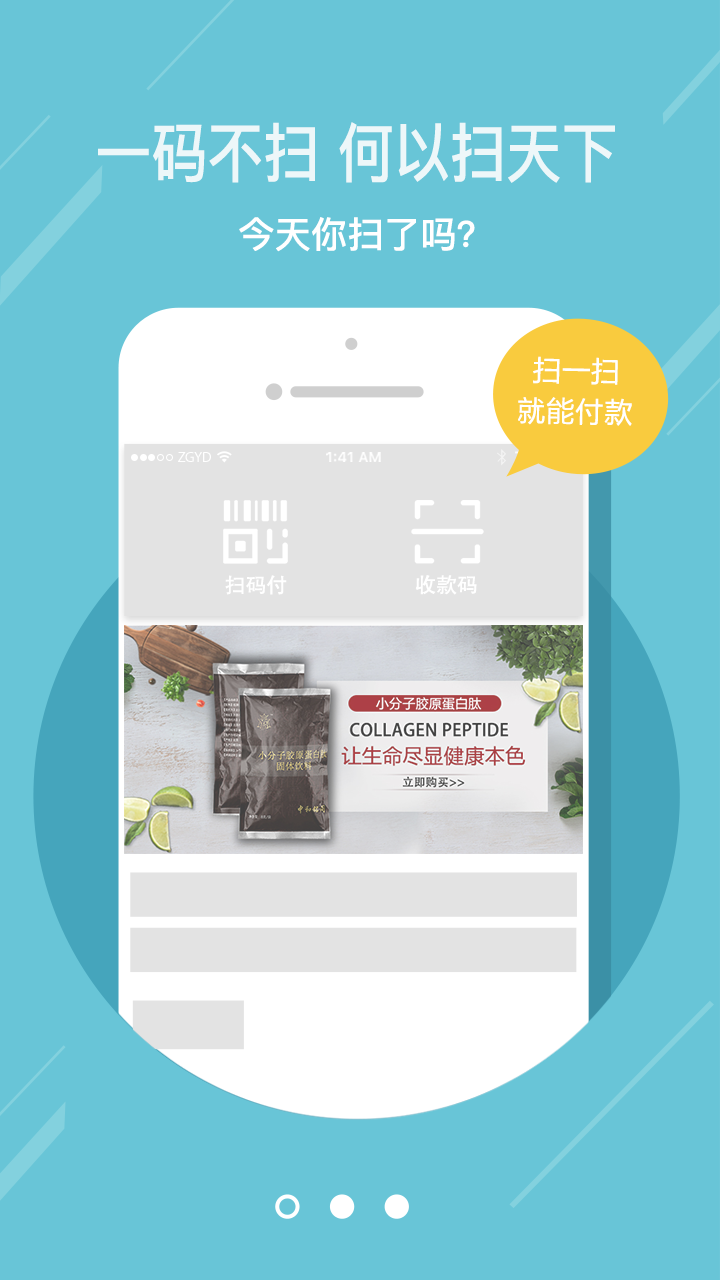 一码不扫 何以扫天下
今天你扫了吗?
扫一扫
就能付款
ZGYD
1:41 AM
扫码付
收款码
小分子胶原蛋白肽
COLLAGEN PEPTIDE
让生命尽显健康本色
立即购买>>
小分子胶原蛋白肽
固体饮料